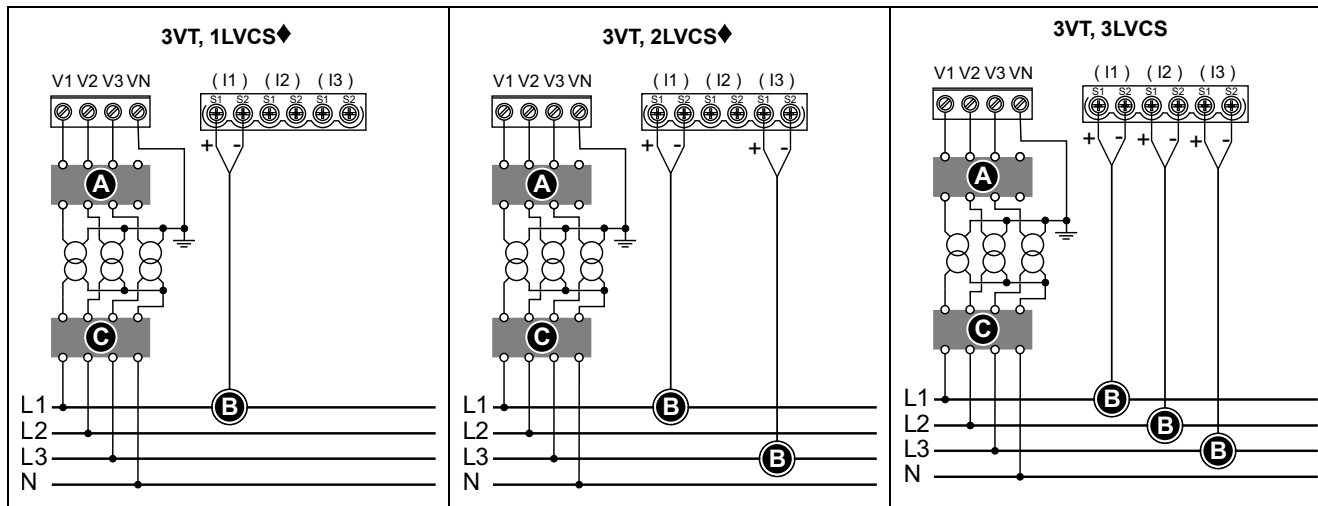 3VT, 1LVCS♦
V1 V2 V3 VN
( I1 ) ( I2 ) ( I3 )
S1 S2 S1 S2 S1 S2
+ -
A
C
B
L1
L2
L3
N
3VT, 2LVCS♦
V1 V2 V3 VN
( I1 ) ( I2 ) ( I3 )
S1 S2 S1 S2 S1 S2
+ - + -
A
C
L1 B
L2
L3 B
N
3VT, 3LVCS
V1 V2 V3 VN
( I1 ) ( I2 ) ( I3 )
S1 S2 S1 S2 S1 S2
+ - + - + -
A
C
L1 B
L2 B
L3 B
N